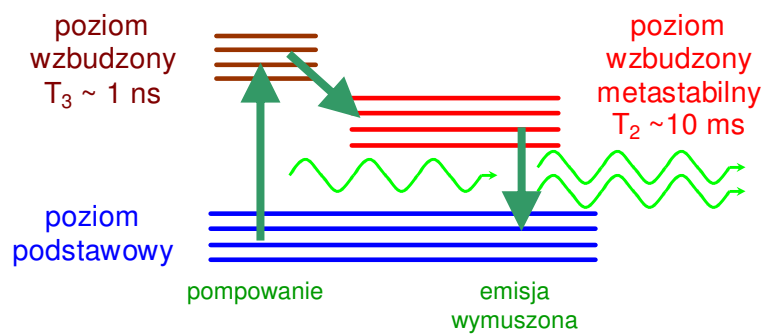 poziom
wzbudzony
T₃ ~ 1 ns
poziom
wzbudzony
metastabilny
T₂ ~10 ms
poziom
podstawowy
pompowanie
emisja
wymuszona